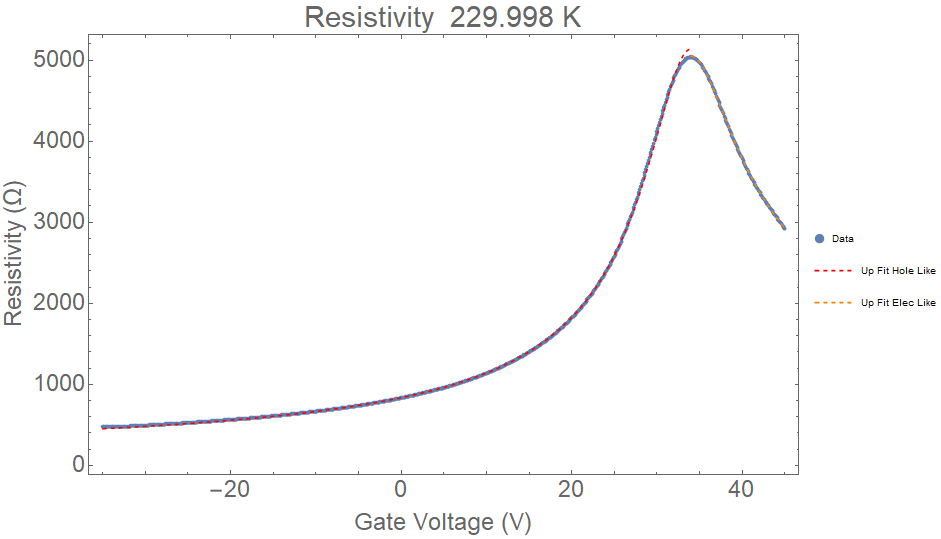 Resistivity 229.998 K
5000
4000
3000
2000
1000
0
Resistivity (Ω)
−20
0
20
40
Gate Voltage (V)
Data
Up Fit Hole Like
Up Fit Elec Like